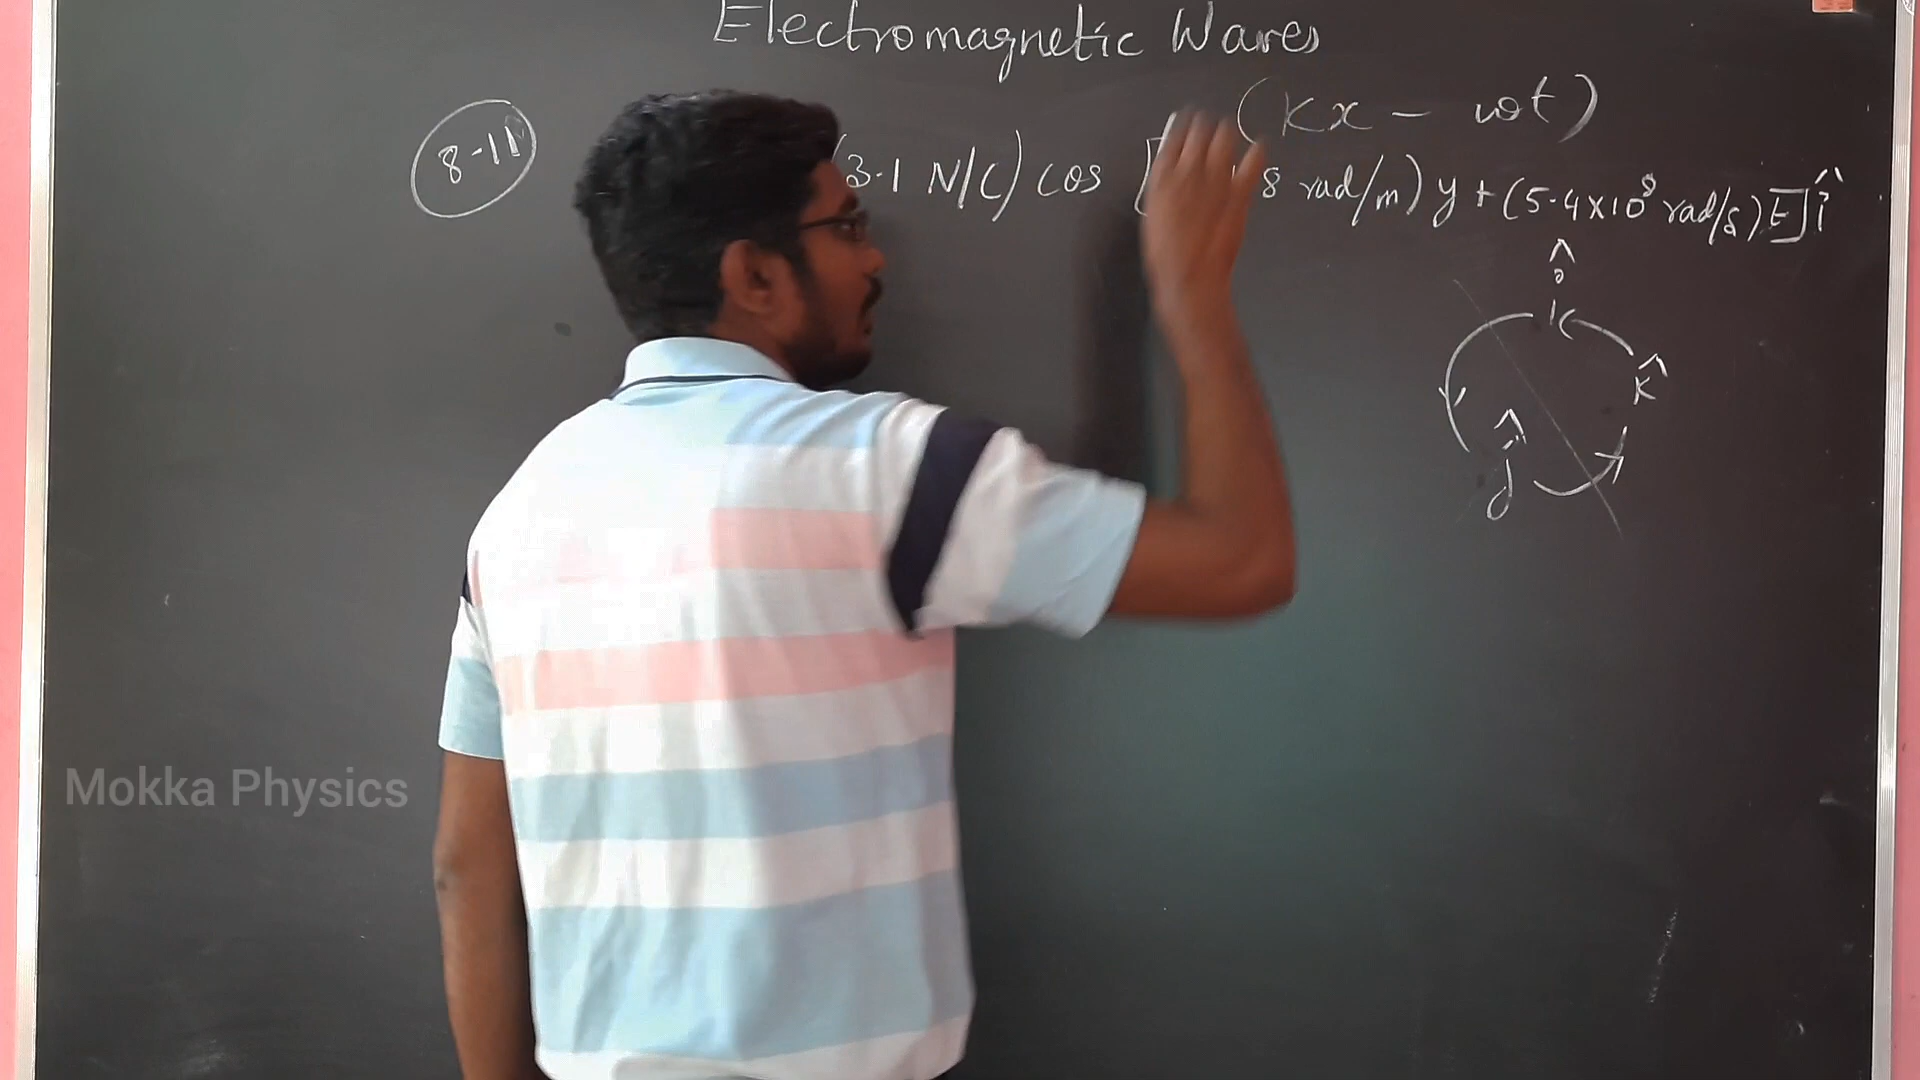 Electromagnetic Waves
(Kx - ωt)
8-11
(3.1 N/C) cos [ 8 rad/m) y + (5.4×10⁸ rad/s) t] î
î
k̂
ĵ
Mokka Physics